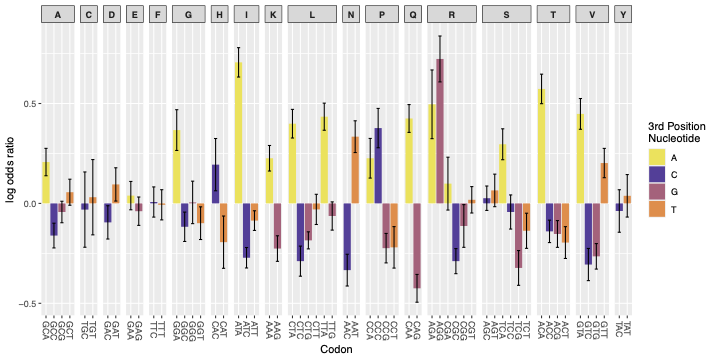 A C D E F G H I K L N P Q R S T V Y
log odds ratio
0.5
0.0
−0.5
GCA GCC GCG GCT TGC TGT GAC GAT GAA GAG TTC TTT GGA GGC GGG GGT CAC CAT ATA ATC ATT AAA AAG CTA CTC CTG CTT TTA TTG AAC AAT CCA CCC CCG CCT CAA CAG AGA AGG CGA CGC CGG CGT AGC AGT TCA TCC TCG TCT ACA ACC ACG ACT GTA GTC GTG GTT TAC TAT
Codon
3rd Position
Nucleotide
A
C
G
T